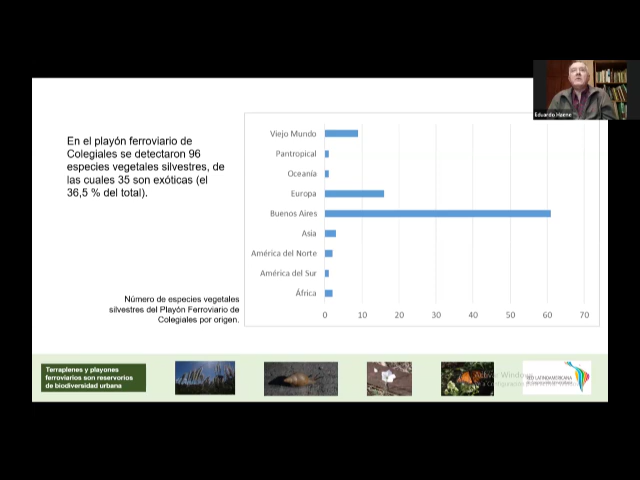 Eduardo Haene
En el playón ferroviario de
Colegiales se detectaron 96
especies vegetales silvestres, de
las cuales 35 son exóticas (el
36,5 % del total).
Viejo Mundo
Pantropical
Oceanía
Europa
Buenos Aires
Asia
América del Norte
América del Sur
África
0 10 20 30 40 50 60 70
Número de especies vegetales
silvestres del Playón Ferroviario de
Colegiales por origen.
Terraplenes y playones
ferroviarios son reservorios
de biodiversidad urbana
Activar Windows
RED LATINOAMERICANA